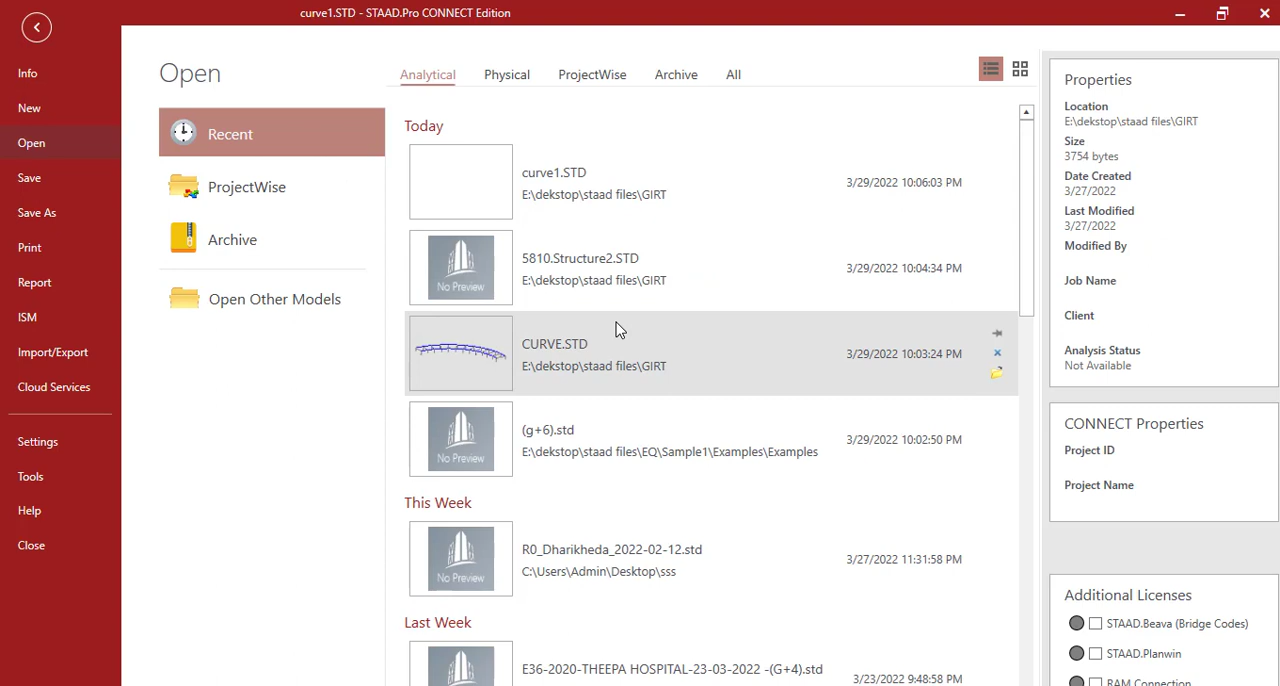 curve1.STD - STAAD.Pro CONNECT Edition
Info
New
Open
Save
Save As
Print
Report
ISM
Import/Export
Cloud Services
Settings
Tools
Help
Close
Open
Recent
ProjectWise
Archive
Open Other Models
Analytical Physical ProjectWise Archive All
Today
curve1.STD
E:\dekstop\staad files\GIRT
3/29/2022 10:06:03 PM
No Preview
5810.Structure2.STD
E:\dekstop\staad files\GIRT
3/29/2022 10:04:34 PM
CURVE.STD
E:\dekstop\staad files\GIRT
3/29/2022 10:03:24 PM
No Preview
(g+6).std
E:\dekstop\staad files\EQ\Sample1\Examples\Examples
3/29/2022 10:02:50 PM
This Week
No Preview
R0_Dharikheda_2022-02-12.std
C:\Users\Admin\Desktop\sss
3/27/2022 11:31:58 PM
Last Week
E36-2020-THEEPA HOSPITAL-23-03-2022 -(G+4).std
3/23/2022 9:48:58 PM
Properties
Location
E:\dekstop\staad files\GIRT
Size
3754 bytes
Date Created
3/27/2022
Last Modified
3/27/2022
Modified By
Job Name
Client
Analysis Status
Not Available
CONNECT Properties
Project ID
Project Name
Additional Licenses
STAAD.Beava (Bridge Codes)
STAAD.Planwin
RAM Connection